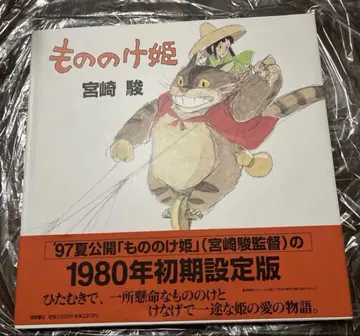 もののけ姫
宮崎 駿
'97夏公開「もののけ姫」(宮崎駿監督)の
1980年初期設定版
ひたむきで、一所懸命なもののけと
けなげで一途な姫の愛の物語。